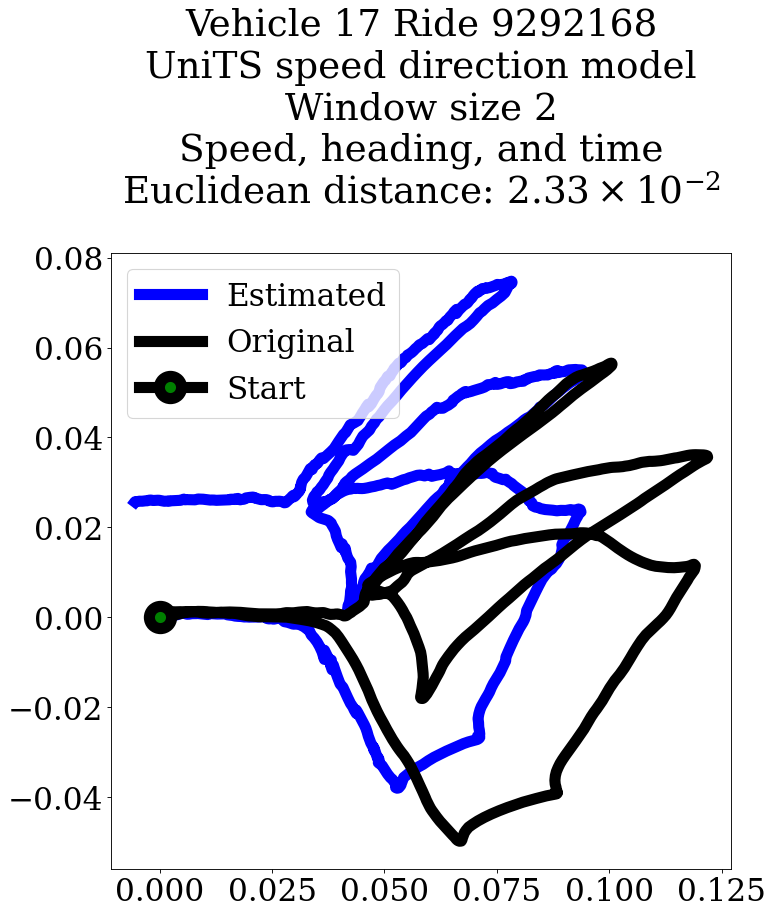 Vehicle 17 Ride 9292168
UniTS speed direction model
Window size 2
Speed, heading, and time
Euclidean distance: 2.33 × 10⁻²
0.08
Estimated
0.06
Original
Start
0.04
0.02
0.00
−0.02
−0.04
0.000 0.025 0.050 0.075 0.100 0.125